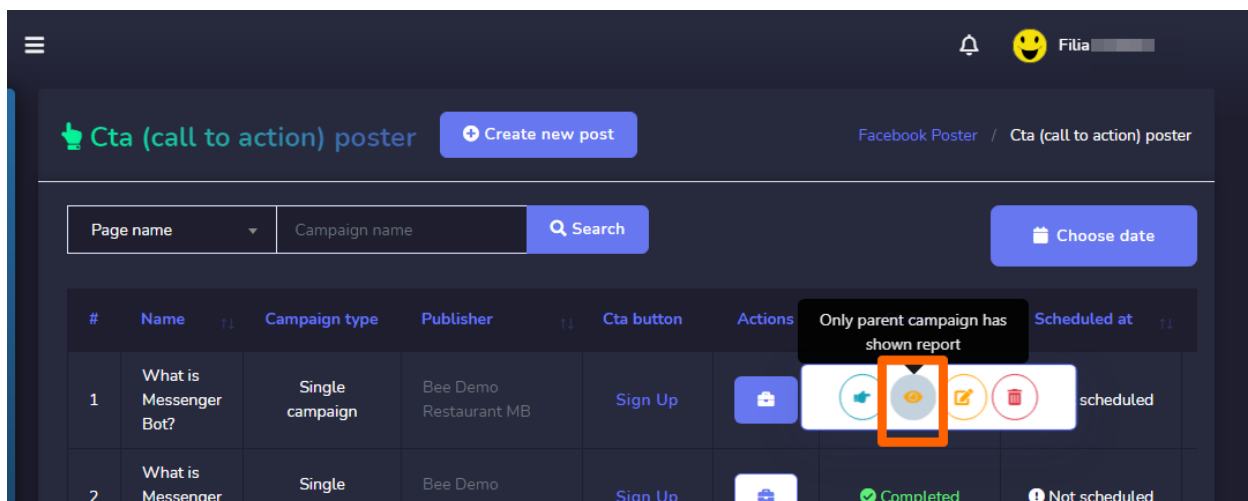 Filia
Cta (call to action) poster
Create new post
Facebook Poster / Cta (call to action) poster
Page name
Campaign name
Search
Choose date
# Name Campaign type Publisher Cta button Actions Scheduled at
Only parent campaign has
shown report
1
What is
Messenger
Bot?
Single
campaign
Bee Demo
Restaurant MB
Sign Up
scheduled
2
What is
Messenger
Single
Bee Demo
Sign Up
Completed
Not scheduled